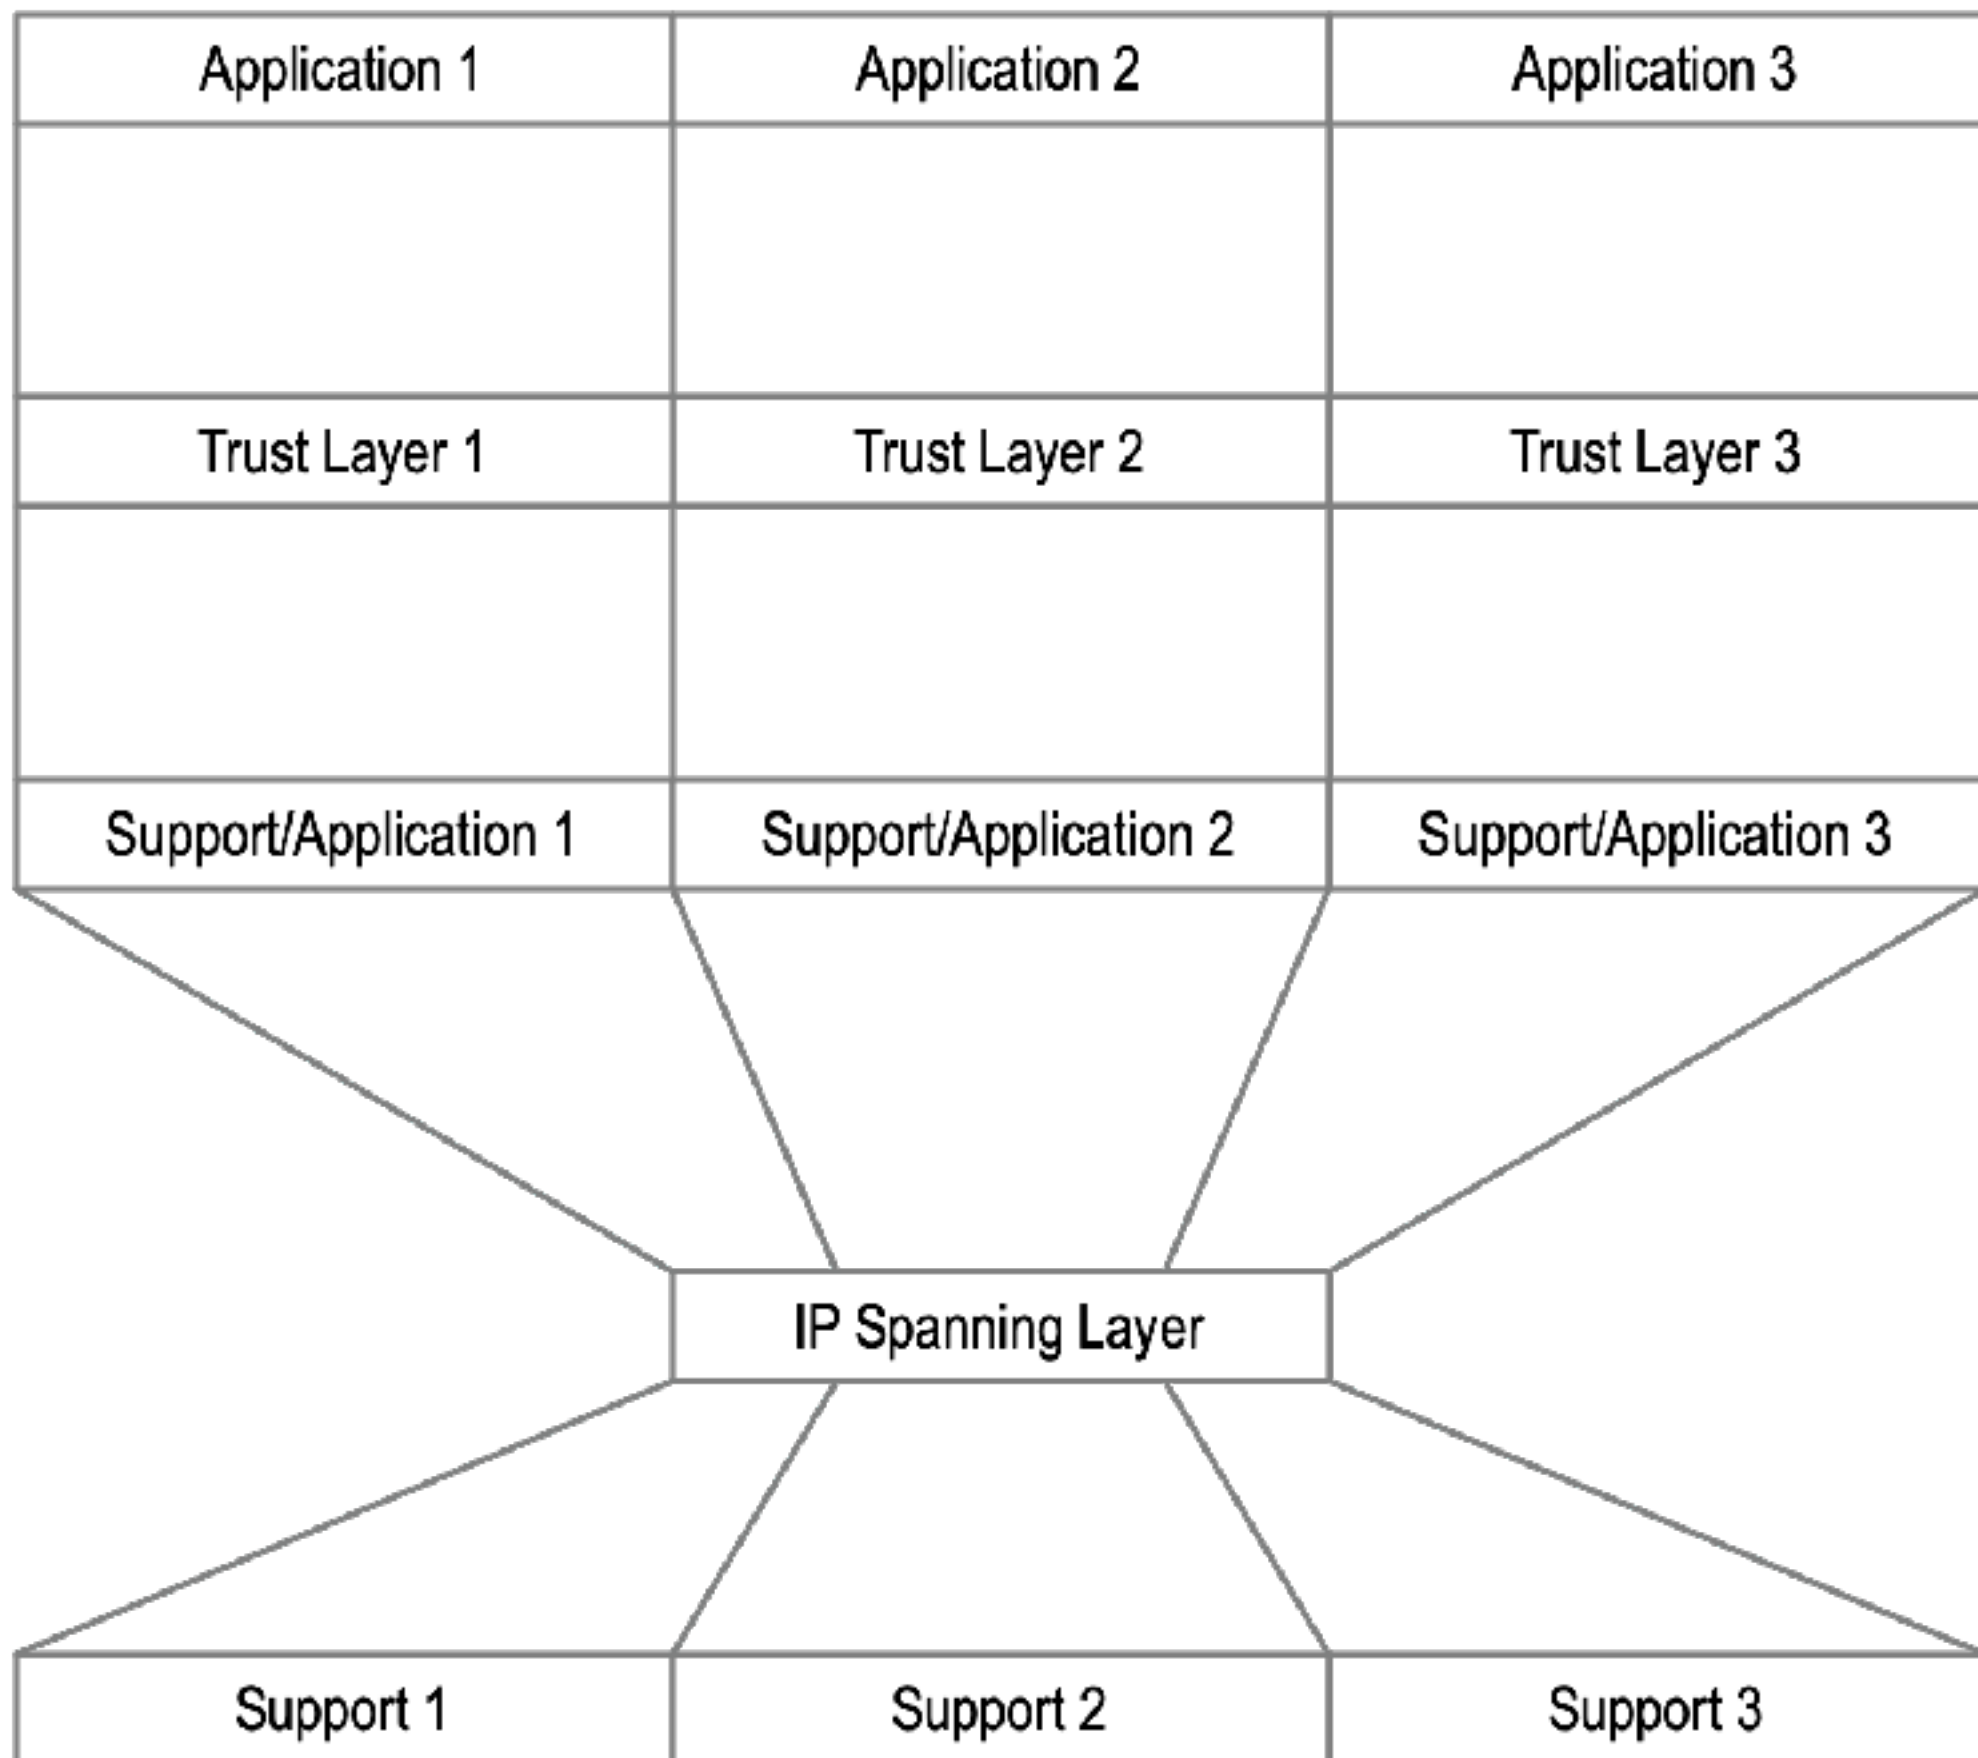 Application 1
Application 2
Application 3
Trust Layer 1
Trust Layer 2
Trust Layer 3
Support/Application 1
Support/Application 2
Support/Application 3
IP Spanning Layer
Support 1
Support 2
Support 3